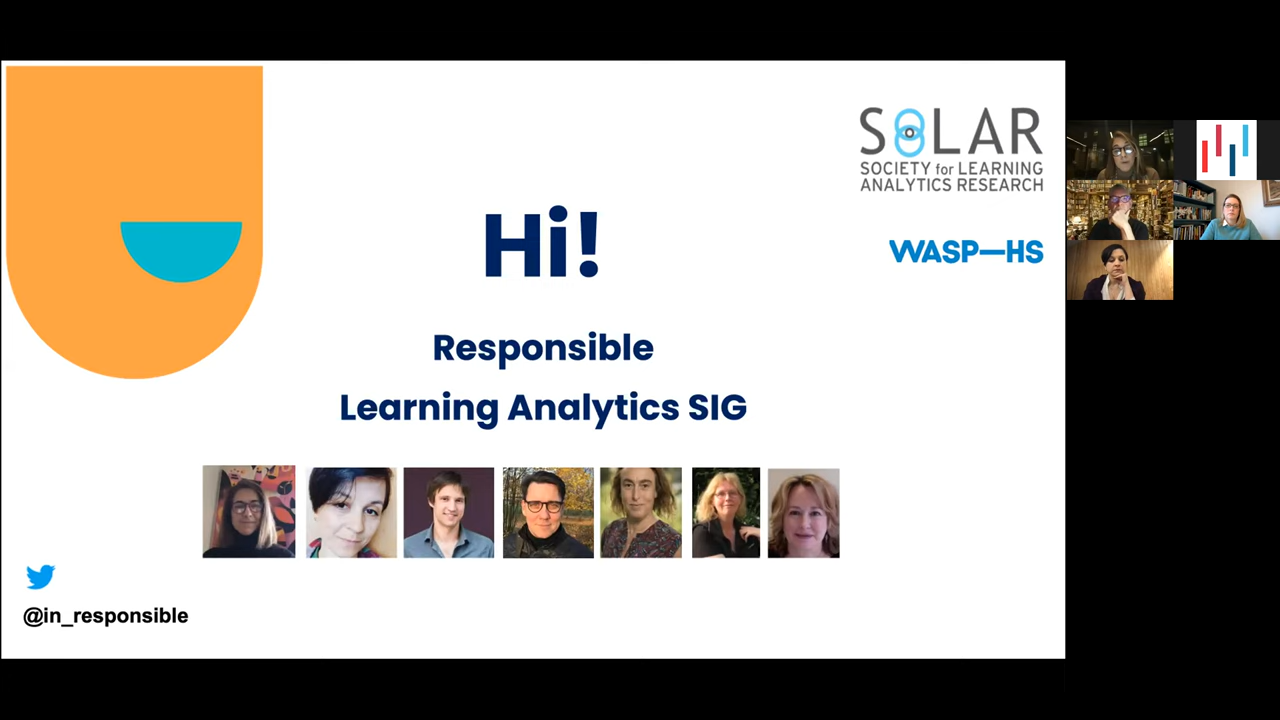 SOLAR
SOCIETY for LEARNING
ANALYTICS RESEARCH
Hi!
WASP—HS
Responsible
Learning Analytics SIG
@in_responsible